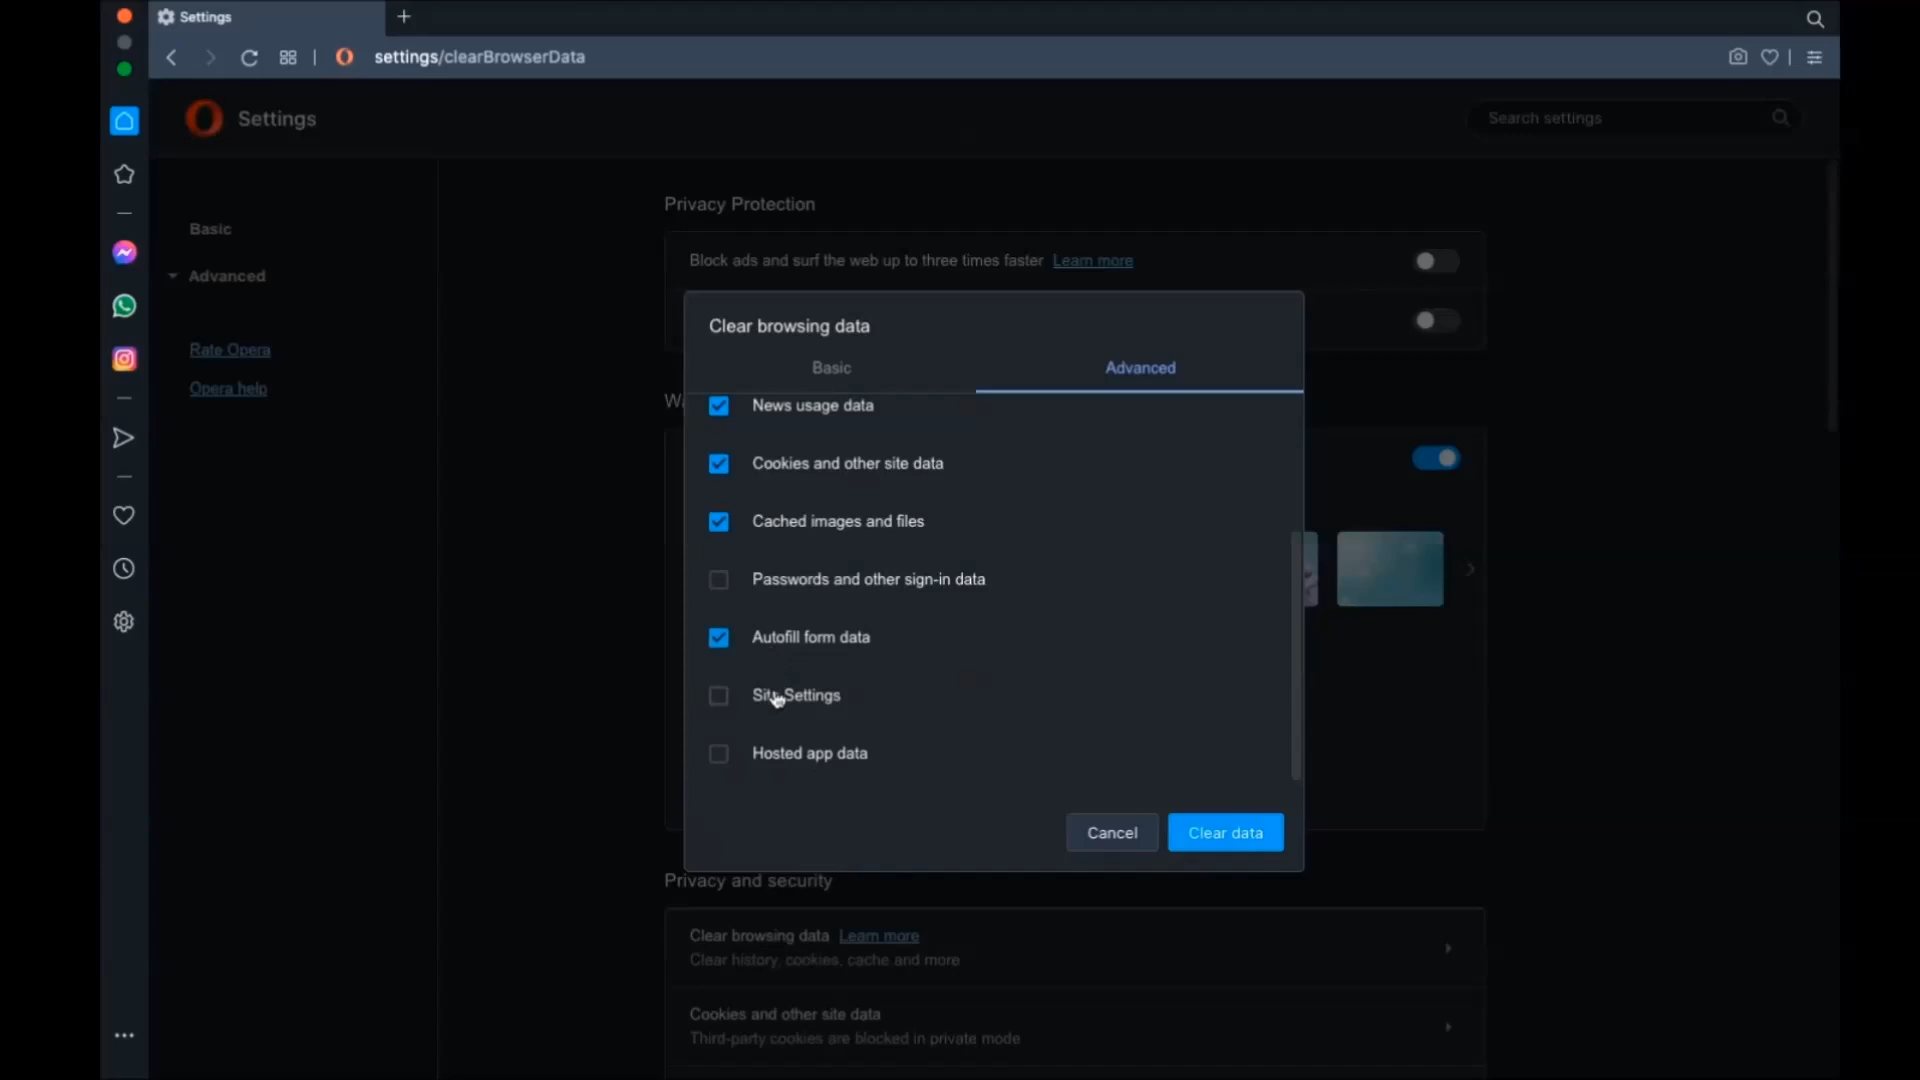 Settings
settings/clearBrowserData
Settings
Search settings
Basic
Advanced
Rate Opera
Opera help
Privacy Protection
Block ads and surf the web up to three times faster Learn more
Clear browsing data
Basic
Advanced
News usage data
Cookies and other site data
Cached images and files
Passwords and other sign-in data
Autofill form data
Site Settings
Hosted app data
Cancel
Clear data
Privacy and security
Clear browsing data Learn more
Clear history, cookies, cache and more
Cookies and other site data
Third-party cookies are blocked in private mode